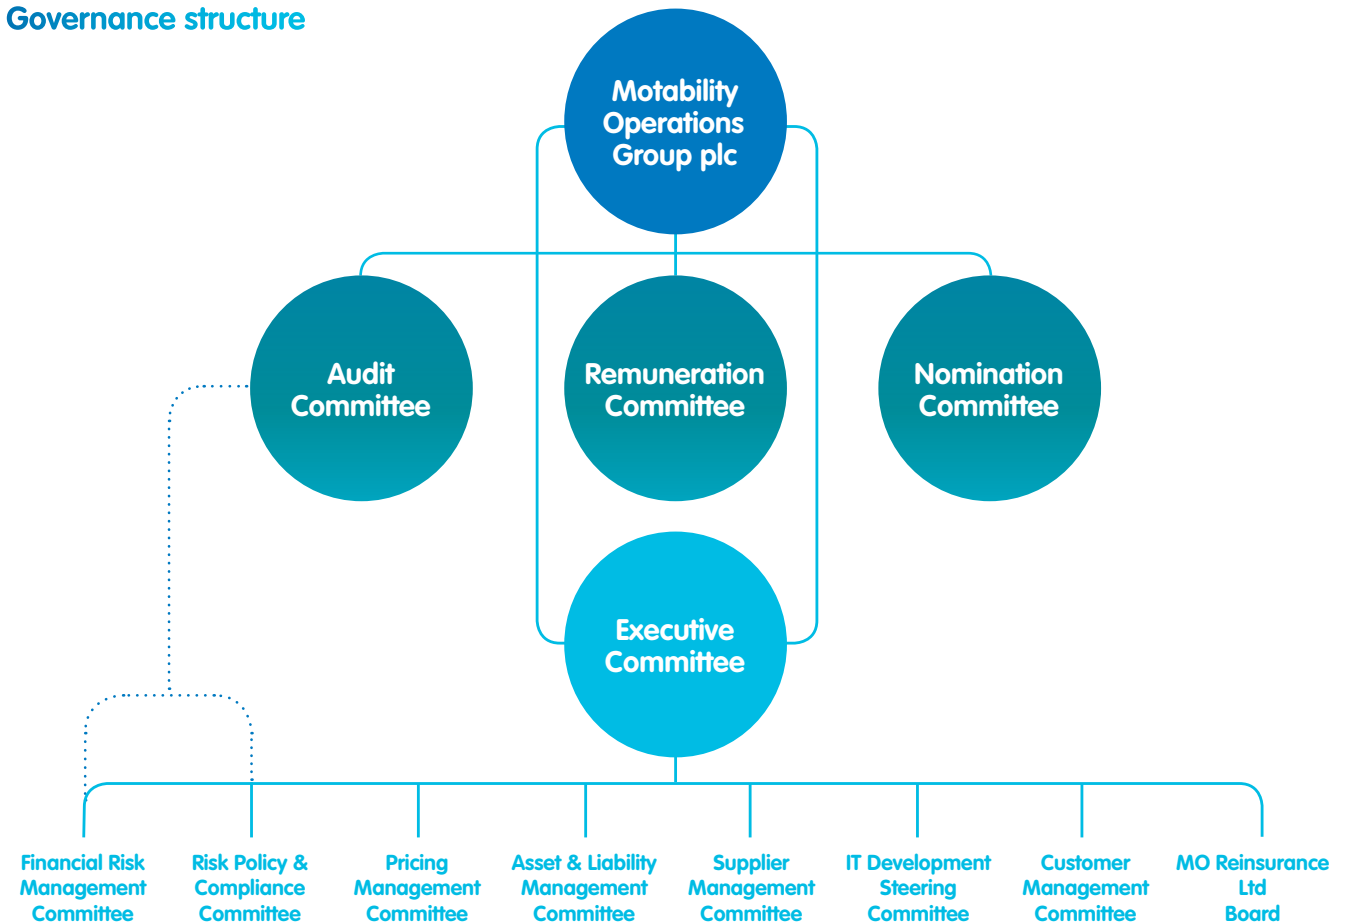 Governance structure
Motability
Operations
Group plc
Audit
Committee
Remuneration
Committee
Nomination
Committee
Executive
Committee
Financial Risk
Management
Committee
Risk Policy &
Compliance
Committee
Pricing
Management
Committee
Asset & Liability
Management
Committee
Supplier
Management
Committee
IT Development
Steering
Committee
Customer
Management
Committee
MO Reinsurance
Ltd
Board